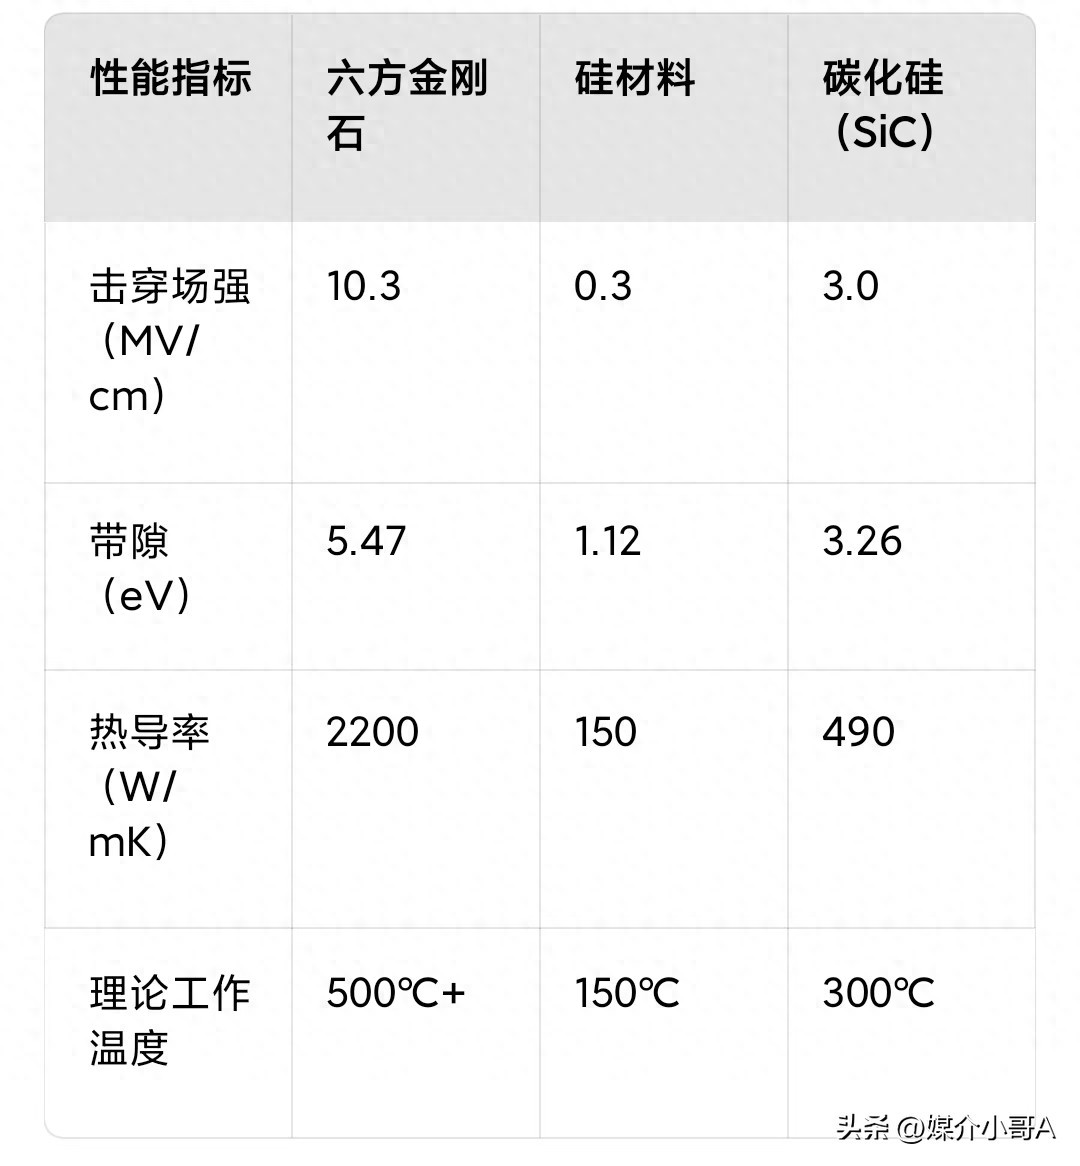 性能指标
六方金刚
石
硅材料
碳化硅
（SiC）
击穿场强
（MV/
cm）
10.3
0.3
3.0
带隙
（eV）
5.47
1.12
3.26
热导率
（W/
mK）
2200
150
490
理论工作
温度
500℃+
150℃
300℃
头条 @媒介小哥A